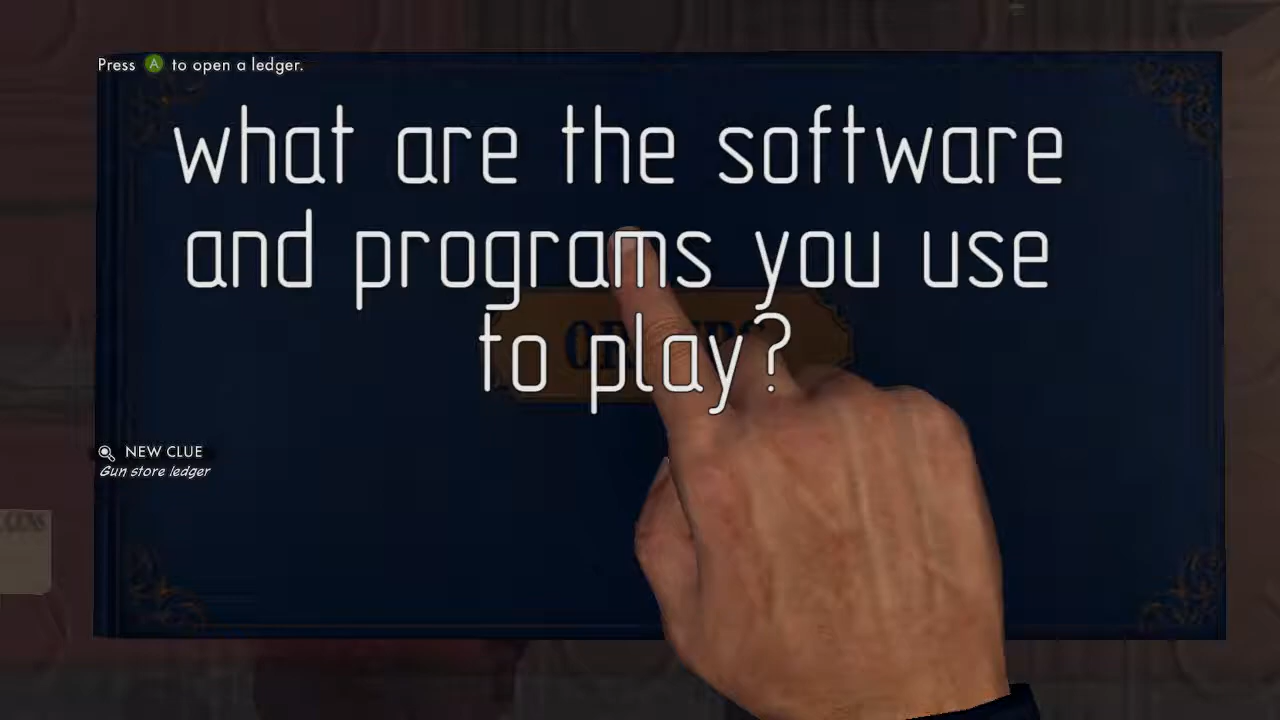 Press A to open a ledger.
what are the software
and programs you use
to play?
NEW CLUE
Gun store ledger